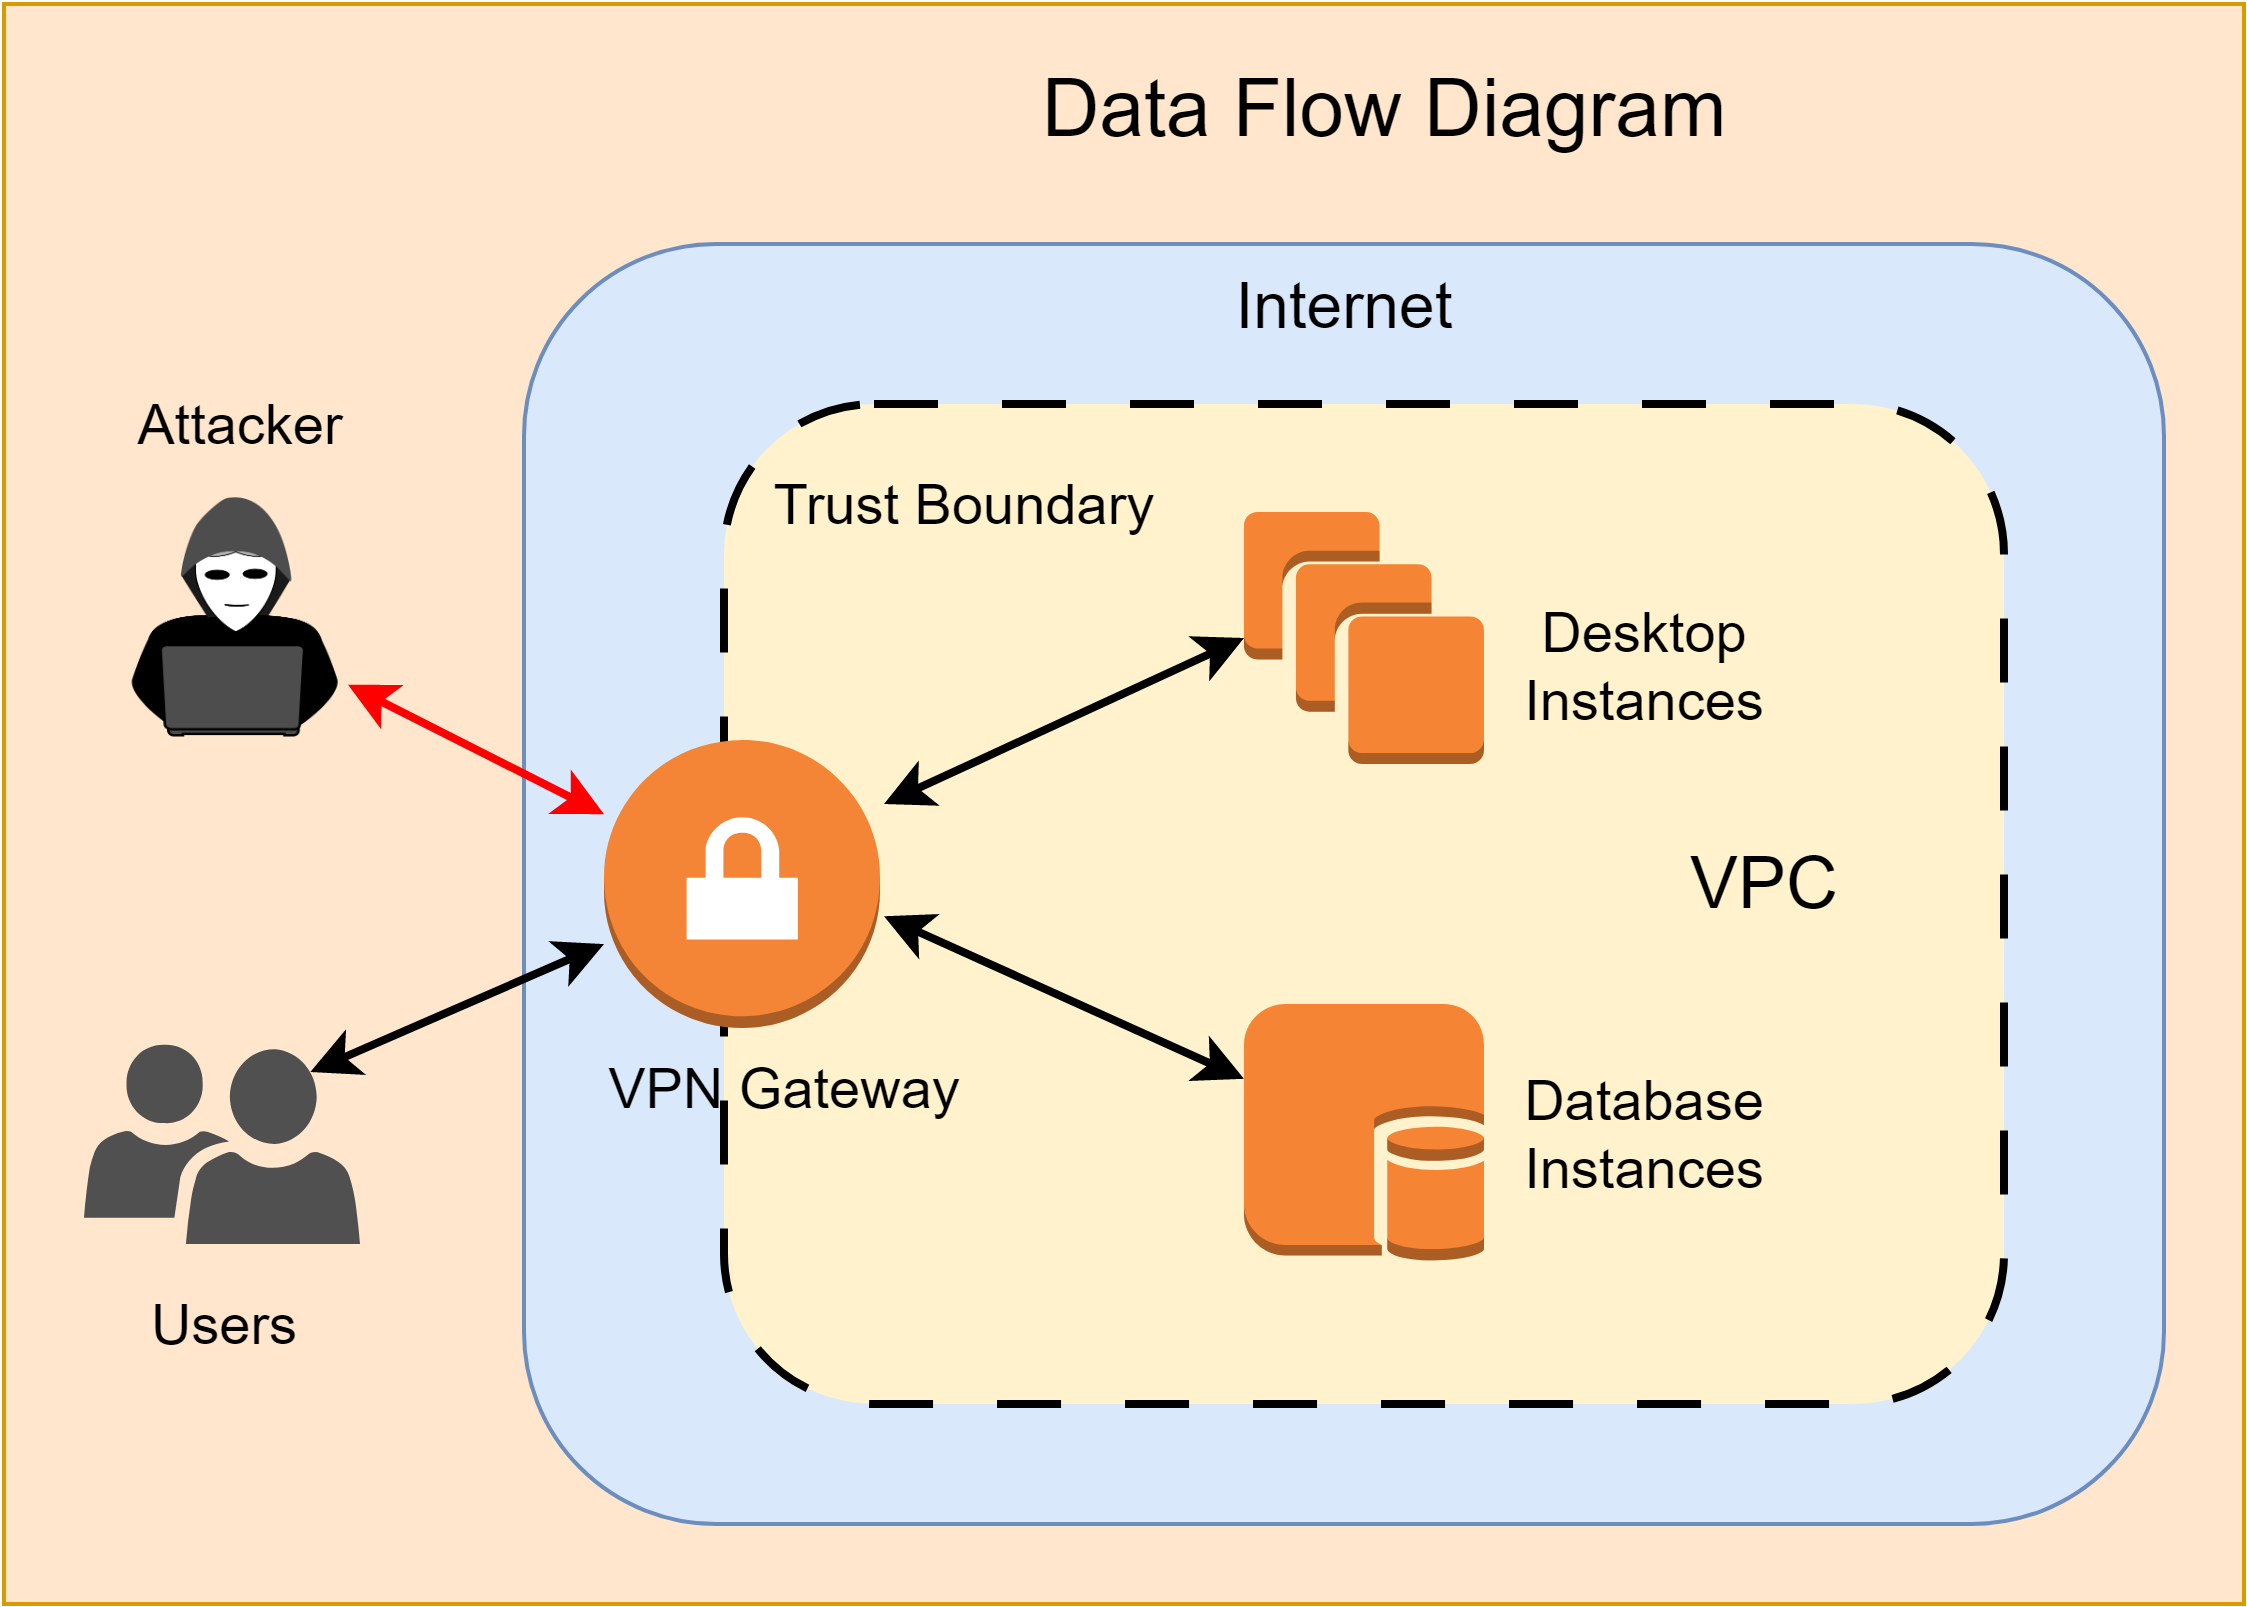 Data Flow Diagram
Internet
Attacker
Trust Boundary
Desktop
Instances
VPC
VPN Gateway
Database
Instances
Users